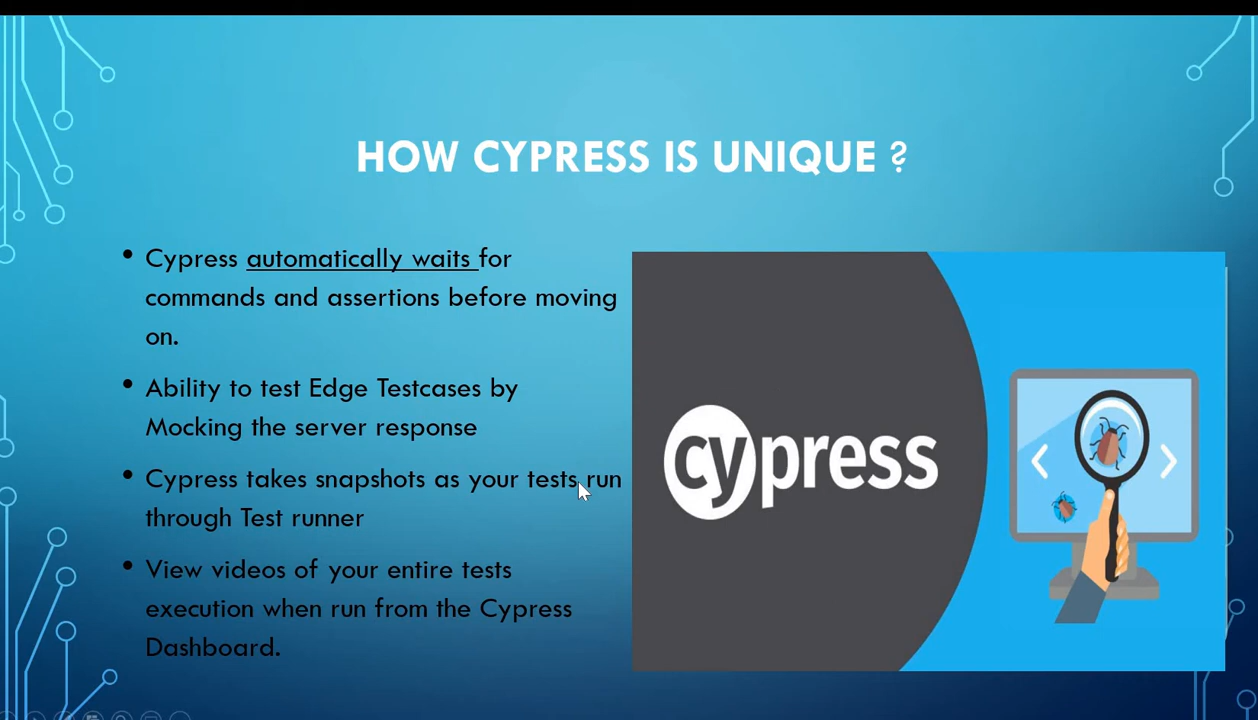 HOW CYPRESS IS UNIQUE ?
• Cypress automatically waits for
commands and assertions before moving
on.
• Ability to test Edge Testcases by
Mocking the server response
• Cypress takes snapshots as your tests run
through Test runner
• View videos of your entire tests
execution when run from the Cypress
Dashboard.
cypress